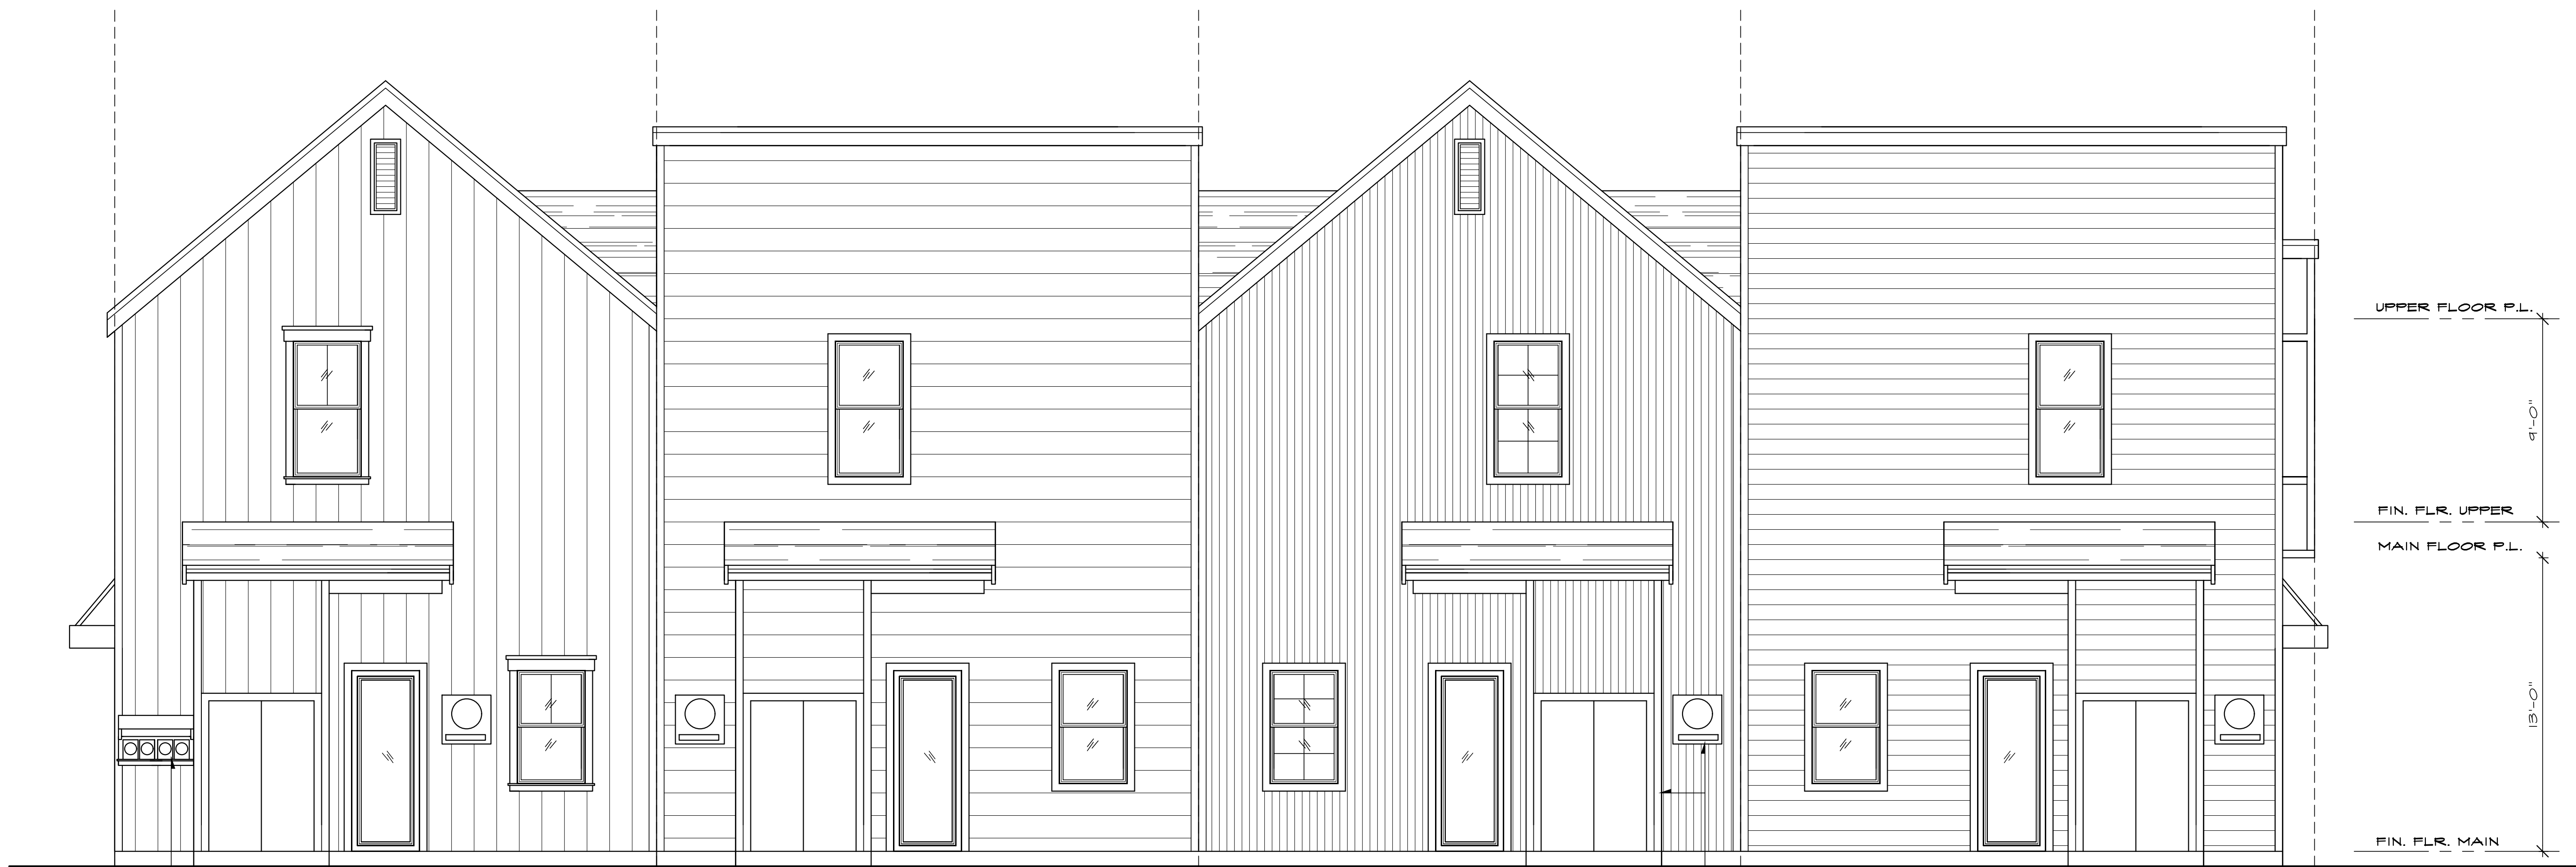 UPPER FLOOR P.L.
9'-0"
FIN. FLR. UPPER
MAIN FLOOR P.L.
13'-0"
FIN. FLR. MAIN